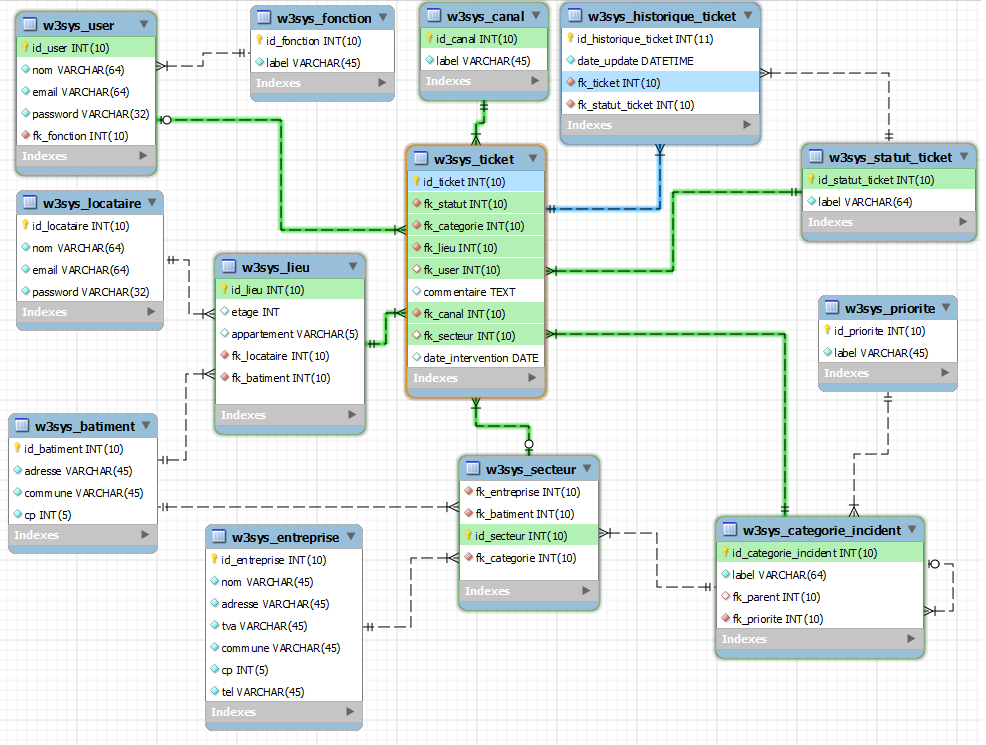 w3sys_user
id_user INT(10)
nom VARCHAR(64)
email VARCHAR(64)
password VARCHAR(32)
fk_fonction INT(10)
Indexes
w3sys_fonction
id_fonction INT(10)
label VARCHAR(45)
Indexes
w3sys_canal
id_canal INT(10)
label VARCHAR(45)
Indexes
w3sys_historique_ticket
id_historique_ticket INT(11)
date_update DATETIME
fk_ticket INT(10)
fk_statut_ticket INT(10)
Indexes
w3sys_statut_ticket
id_statut_ticket INT(10)
label VARCHAR(64)
Indexes
w3sys_ticket
id_ticket INT(10)
fk_statut INT(10)
fk_categorie INT(10)
fk_lieu INT(10)
fk_user INT(10)
commentaire TEXT
fk_canal INT(10)
fk_secteur INT(10)
date_intervention DATE
Indexes
w3sys_locataire
id_locataire INT(10)
nom VARCHAR(64)
email VARCHAR(64)
password VARCHAR(32)
Indexes
w3sys_lieu
id_lieu INT(10)
etage INT
appartement VARCHAR(5)
fk_locataire INT(10)
fk_batiment INT(10)
Indexes
w3sys_priorite
id_priorite INT(10)
label VARCHAR(45)
Indexes
w3sys_batiment
id_batiment INT(10)
adresse VARCHAR(45)
commune VARCHAR(45)
cp INT(5)
Indexes
w3sys_secteur
fk_entreprise INT(10)
fk_batiment INT(10)
id_secteur INT(10)
fk_categorie INT(10)
Indexes
w3sys_entreprise
id_entreprise INT(10)
nom VARCHAR(45)
adresse VARCHAR(45)
tva VARCHAR(45)
commune VARCHAR(45)
cp INT(5)
tel VARCHAR(45)
Indexes
w3sys_categorie_incident
id_categorie_incident INT(10)
label VARCHAR(64)
fk_parent INT(10)
fk_priorite INT(10)
Indexes